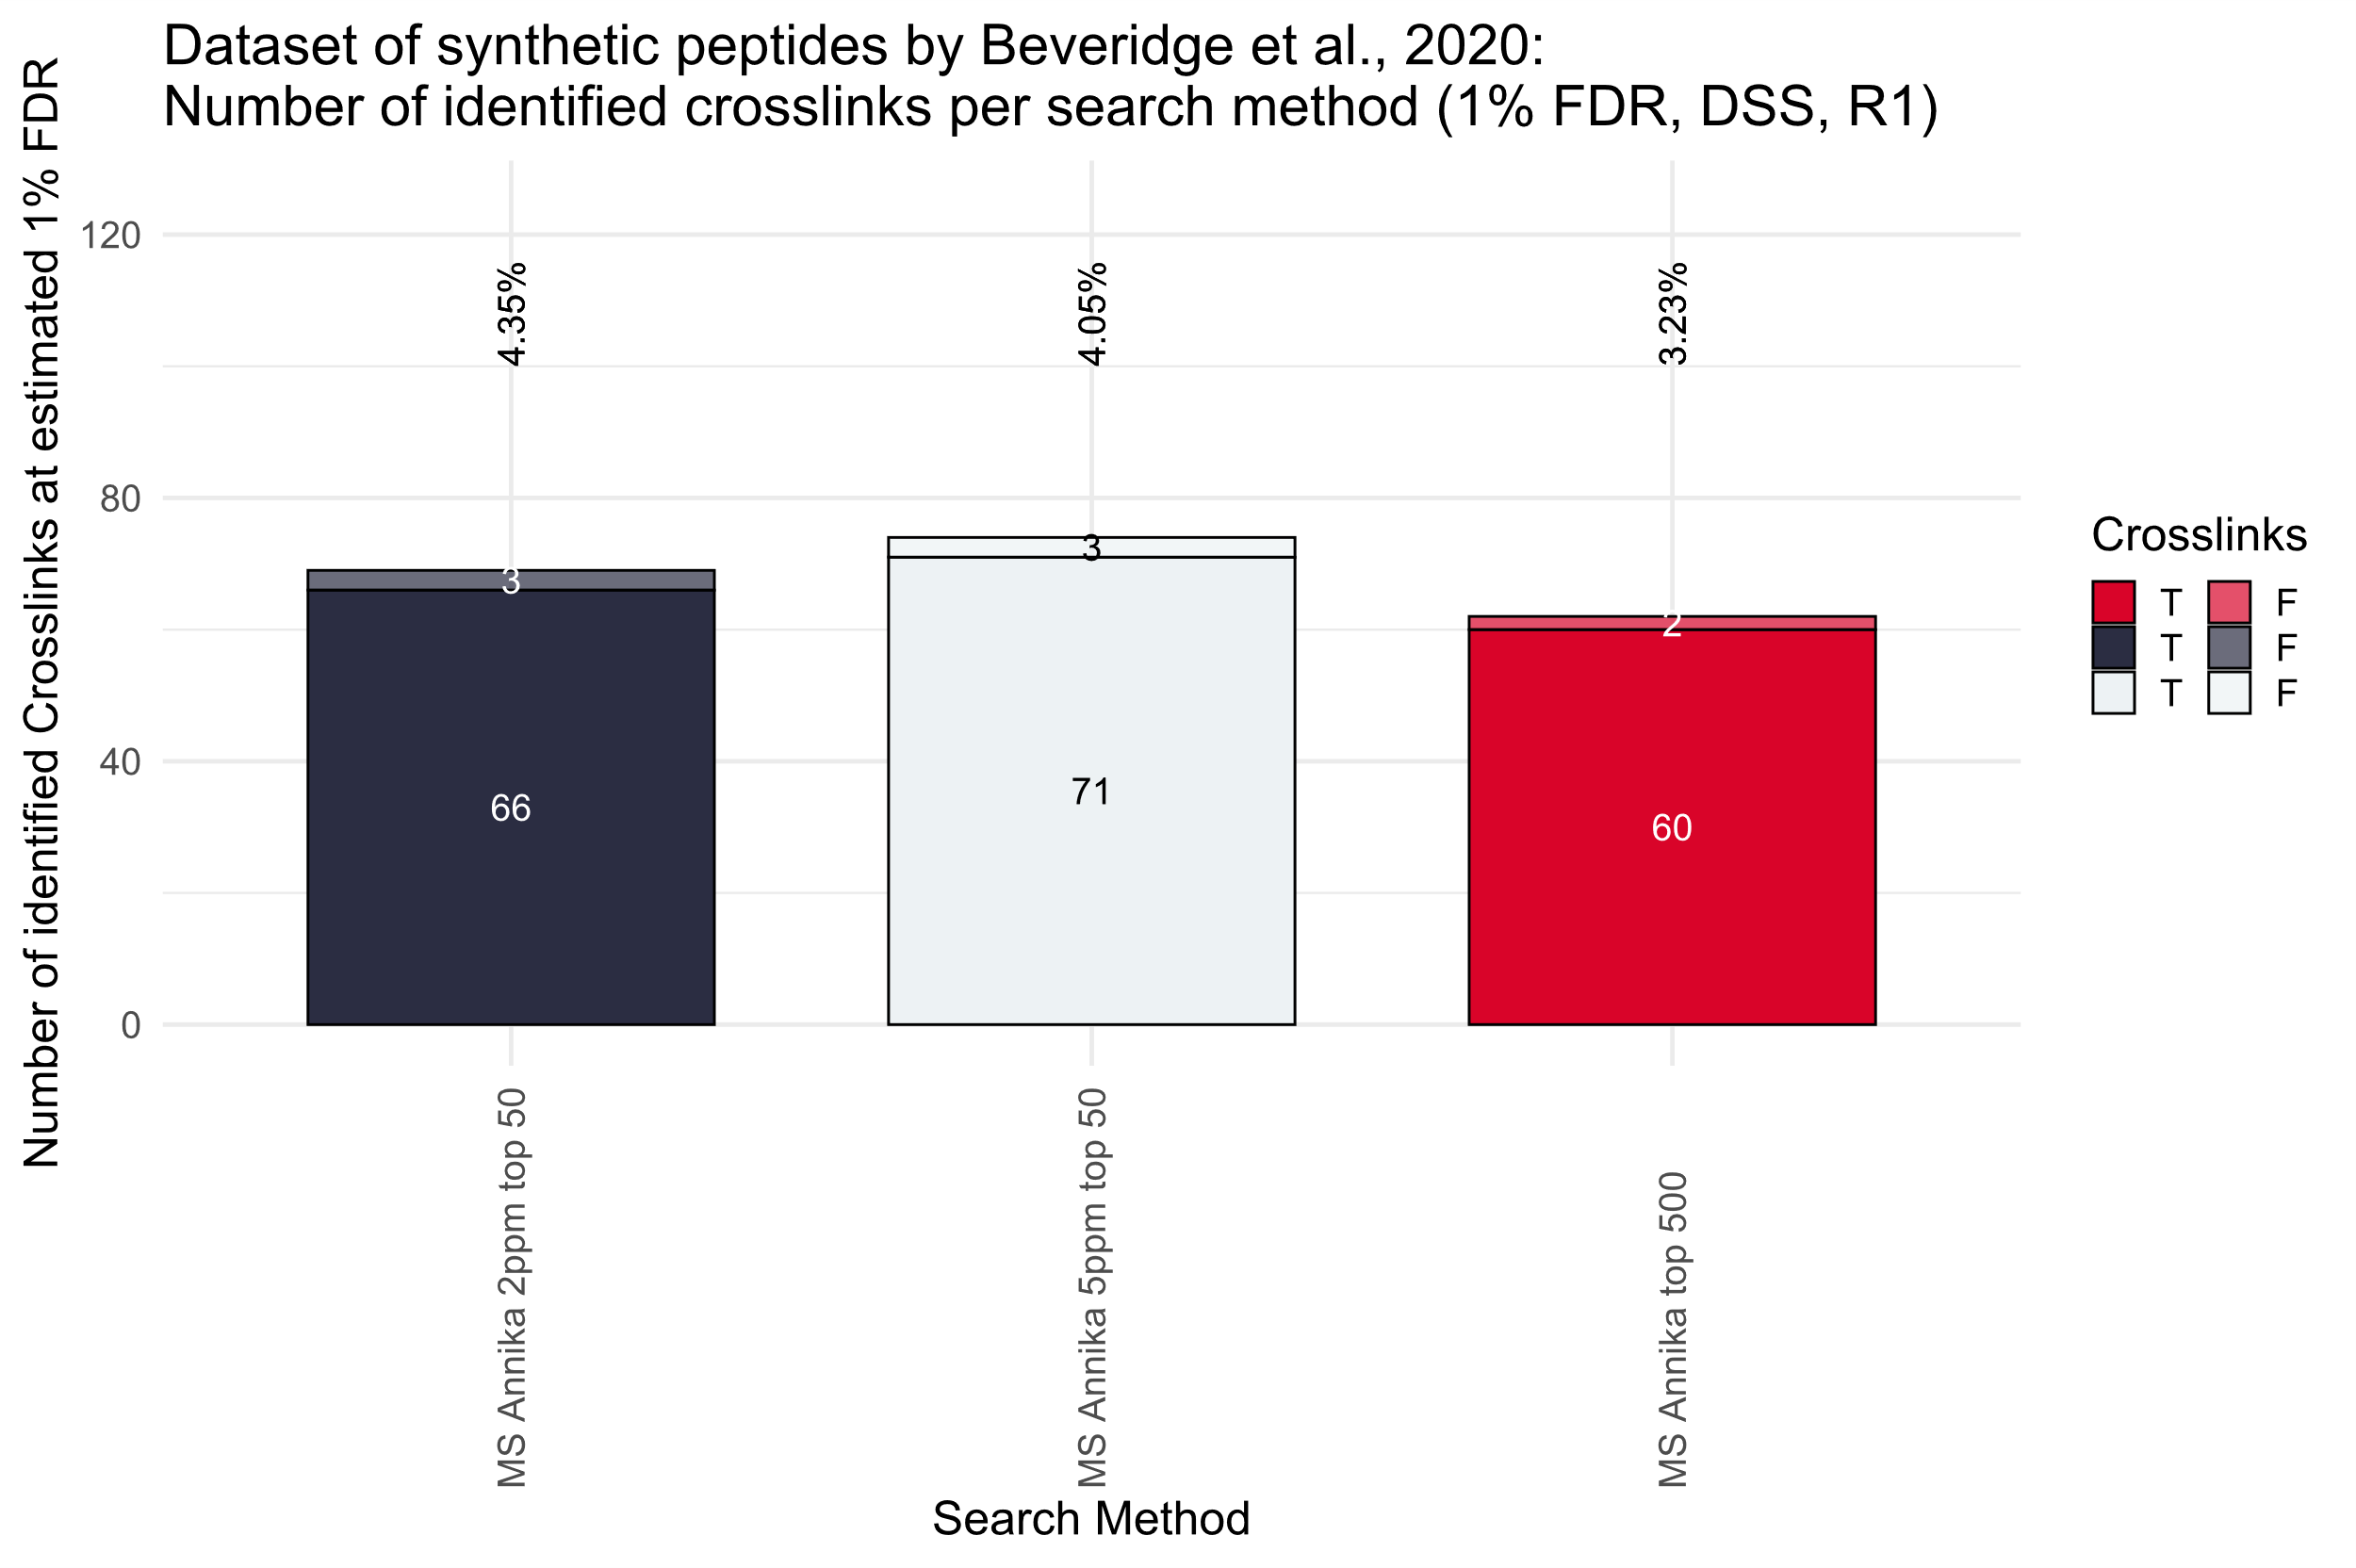 Dataset of synthetic peptides by Beveridge et al., 2020:
Number of identified crosslinks per search method (1% FDR, DSS, R1)
Number of identified Crosslinks at estimated 1% FDR
120
80
40
0
4.35%
4.05%
3.23%
3
66
3
71
2
60
MS Annika 2ppm top 50
MS Annika 5ppm top 50
MS Annika top 500
Search Method
Crosslinks
T F
T F
T F